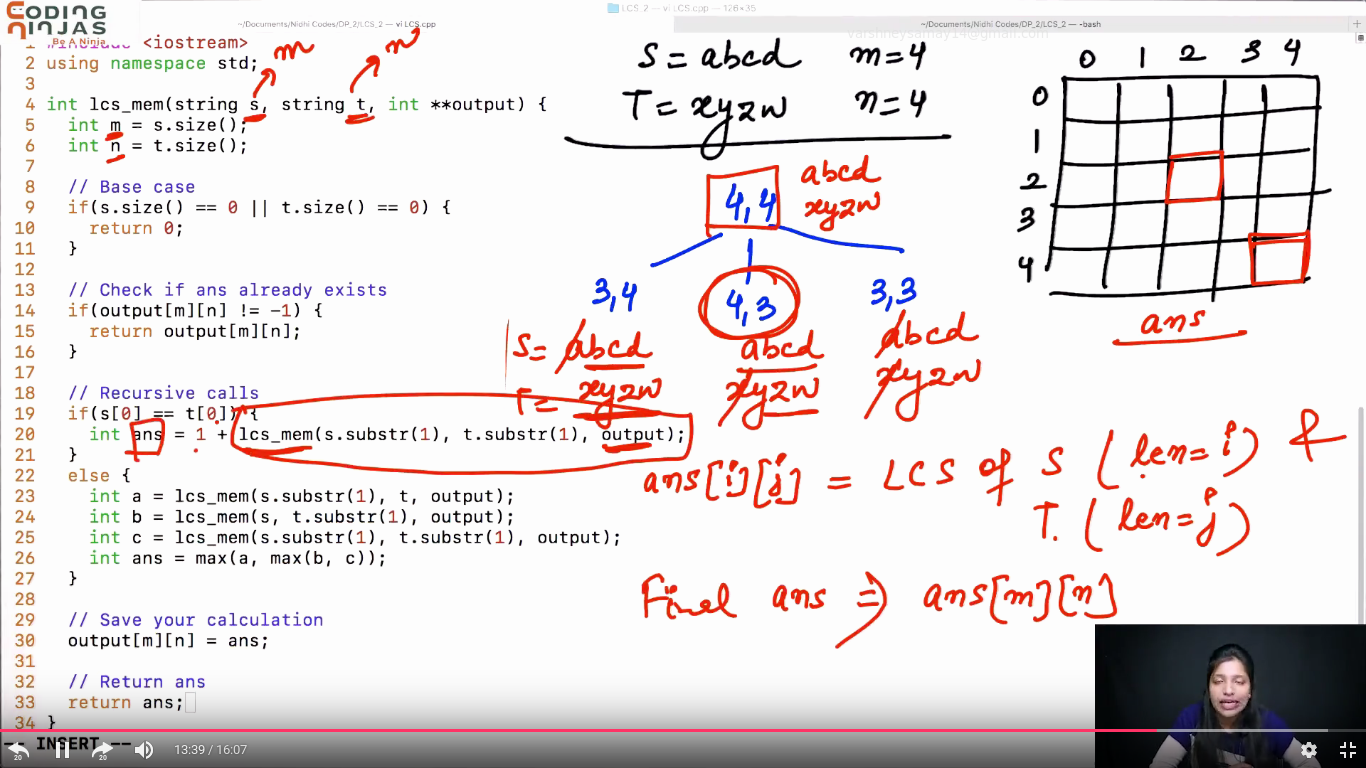 CODING
NINJAS
Be A Ninja
~/Documents/Nidhi Codes/DP_2/LCS_2 — vi LCS.cpp
LCS_2 — vi LCS.cpp — 126×35
~/Documents/Nidhi Codes/DP_2/LCS_2 — -bash
1 #include <iostream>
2 using namespace std;
3
4 int lcs_mem(string s, string t, int **output) {
5 int m = s.size();
6 int n = t.size();
7
8 // Base case
9 if(s.size() == 0 || t.size() == 0) {
10 return 0;
11 }
12
13 // Check if ans already exists
14 if(output[m][n] != -1) {
15 return output[m][n];
16 }
17
18 // Recursive calls
19 if(s[0] == t[0]) {
20 int ans = 1 + lcs_mem(s.substr(1), t.substr(1), output);
21 }
22 else {
23 int a = lcs_mem(s.substr(1), t, output);
24 int b = lcs_mem(s, t.substr(1), output);
25 int c = lcs_mem(s.substr(1), t.substr(1), output);
26 int ans = max(a, max(b, c));
27 }
28
29 // Save your calculation
30 output[m][n] = ans;
31
32 // Return ans
33 return ans;
34 }
-- INSERT --
m n
S = abcd m=4
T = xyzw n=4
4,4 abcd
xyzw
3,4 4,3 3,3
S= abcd abcd abcd
T= xyzw xyzw xyzw
0 1 2 3 4
0
1
2
3
4
ans
ans[i][j] = LCS of S (len=i) &
T. (len=j)
Final ans ⇒ ans[m][n]
20 20 13:39 / 16:07